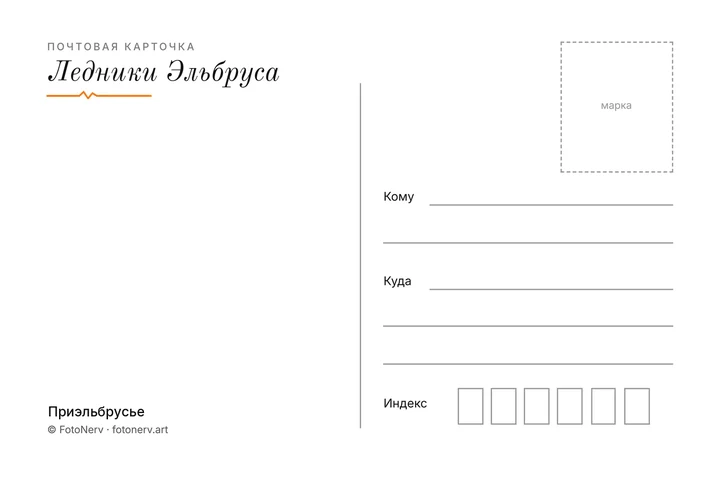 ПОЧТОВАЯ КАРТОЧКА
Ледники Эльбруса
марка
Кому
Куда
Индекс
Приэльбрусье
© FotoNerv · fotonerv.art